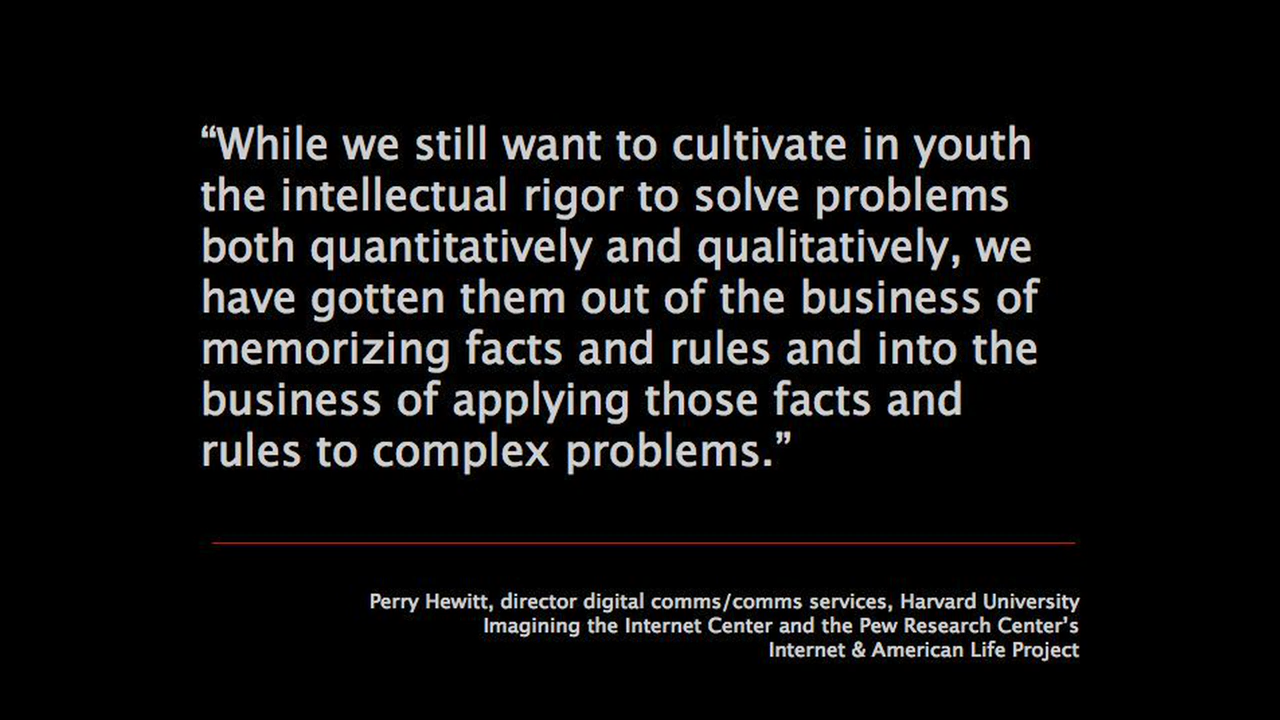 “While we still want to cultivate in youth
the intellectual rigor to solve problems
both quantitatively and qualitatively, we
have gotten them out of the business of
memorizing facts and rules and into the
business of applying those facts and
rules to complex problems.”
Perry Hewitt, director digital comms/comms services, Harvard University
Imagining the Internet Center and the Pew Research Center’s
Internet & American Life Project